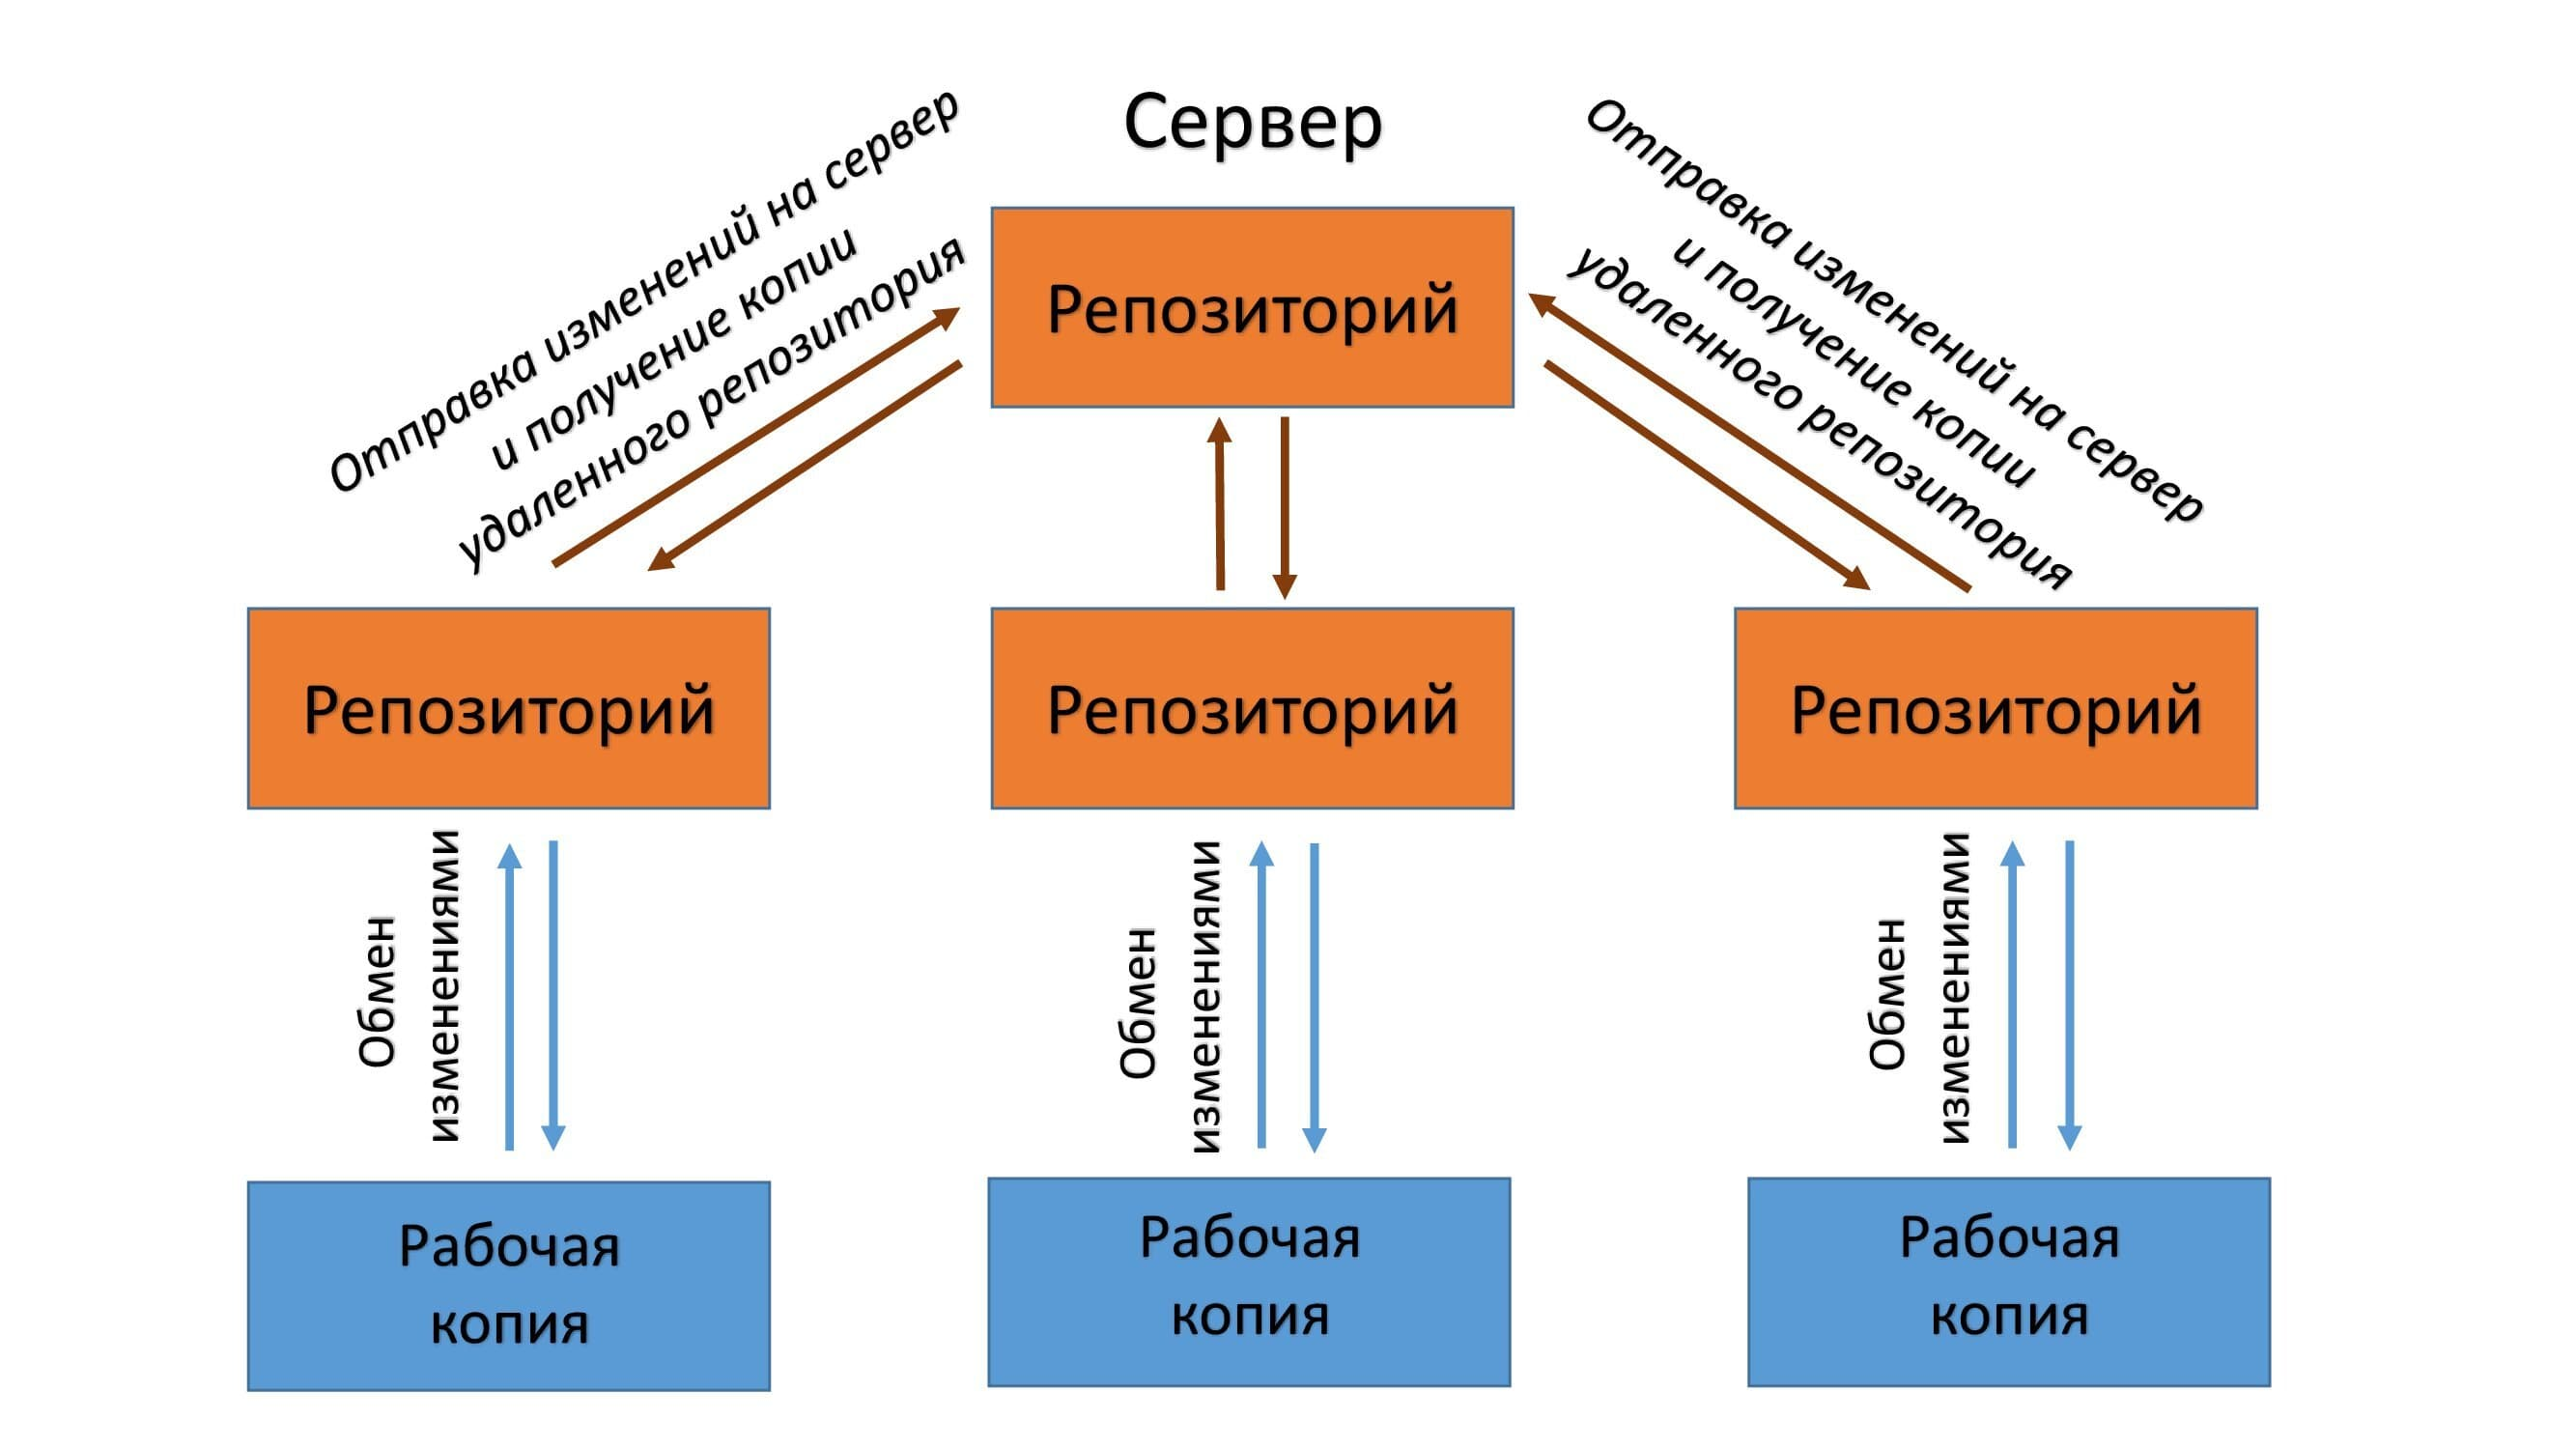 Сервер
Отправка изменений на сервер
и получение копии
удаленного репозитория
Репозиторий
Отправка изменений на сервер
и получение копии
удаленного репозитория
Репозиторий
Репозиторий
Репозиторий
Обмен
изменениями
Обмен
изменениями
Обмен
изменениями
Рабочая
копия
Рабочая
копия
Рабочая
копия